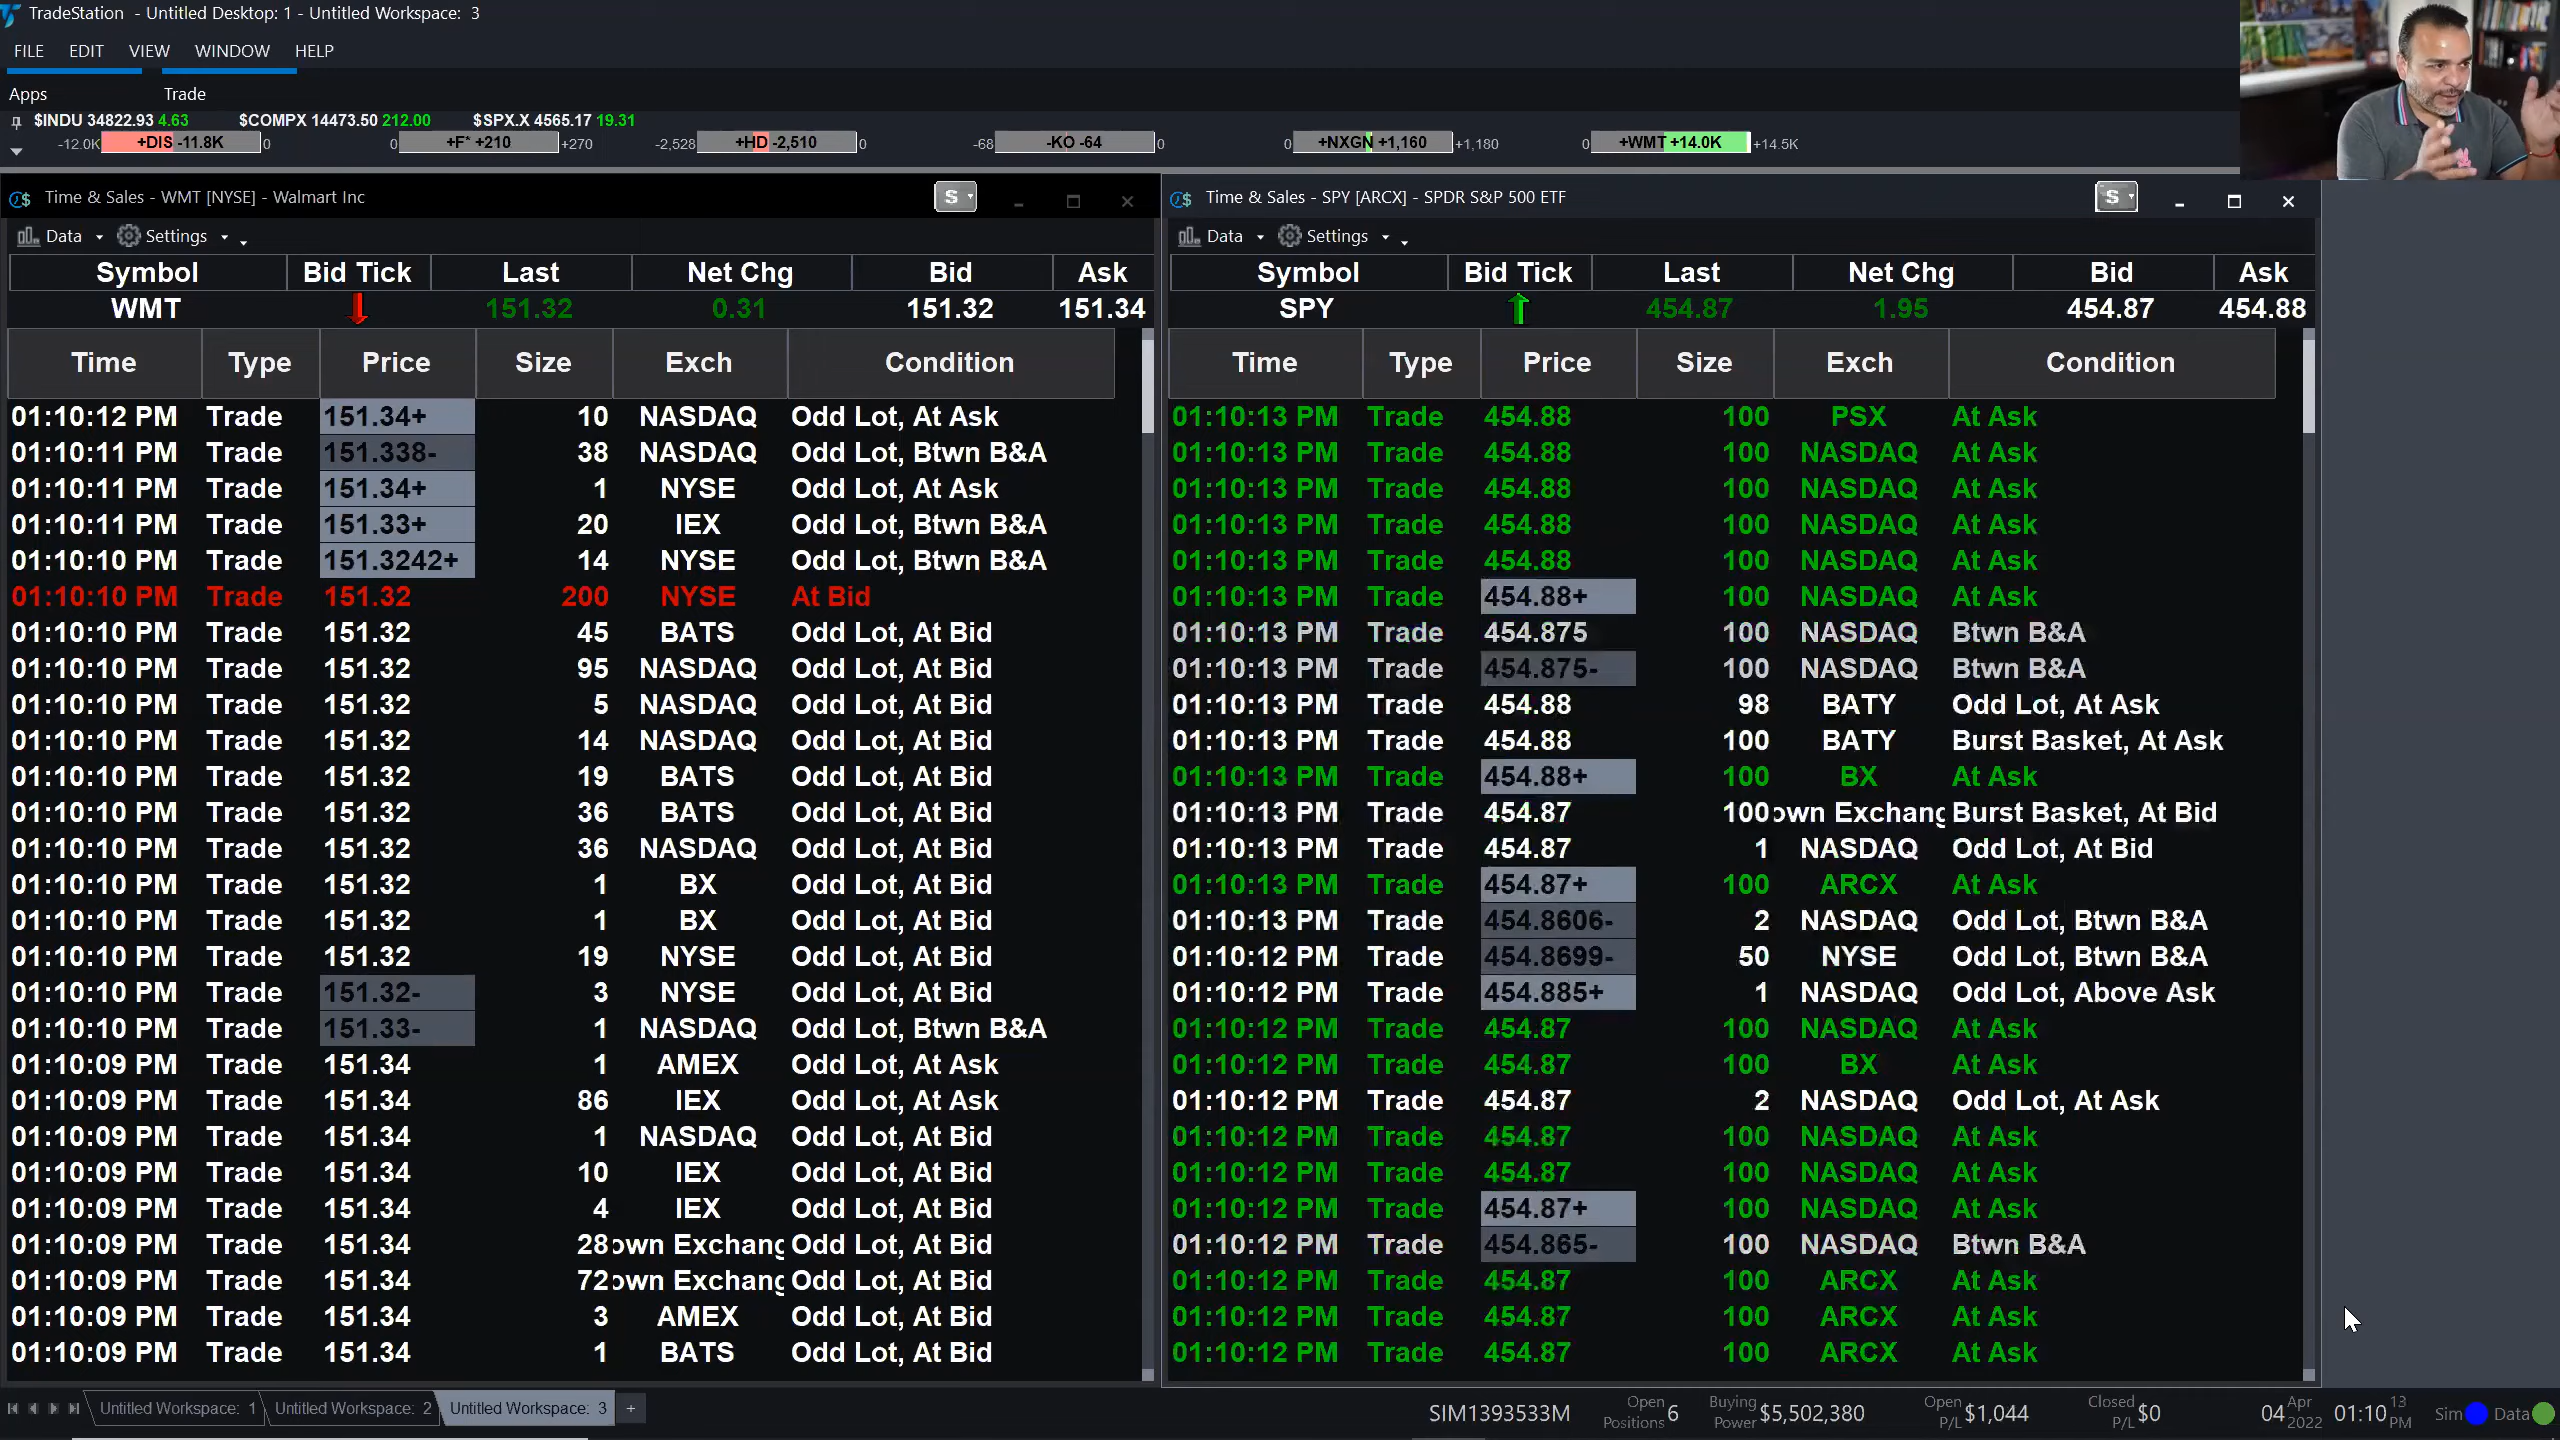 TradeStation - Untitled Desktop: 1 - Untitled Workspace: 3
FILE EDIT VIEW WINDOW HELP
Apps Trade
$INDU 34822.93 4.63 $COMPX 14473.50 212.00 $SPX.X 4565.17 19.31
-12.0K +DIS -11.8K 0 0 +F* +210 +270 -2,528 +HD -2,510 0 -68 -KO -64 0 0 +NXGN +1,160 +1,180 0 +WMT +14.0K +14.5K
Time & Sales - WMT [NYSE] - Walmart Inc S
Data Settings
Symbol Bid Tick Last Net Chg Bid Ask
WMT 151.32 0.31 151.32 151.34
Time Type Price Size Exch Condition
01:10:12 PM Trade 151.34+ 10 NASDAQ Odd Lot, At Ask
01:10:11 PM Trade 151.338- 38 NASDAQ Odd Lot, Btwn B&A
01:10:11 PM Trade 151.34+ 1 NYSE Odd Lot, At Ask
01:10:11 PM Trade 151.33+ 20 IEX Odd Lot, Btwn B&A
01:10:10 PM Trade 151.3242+ 14 NYSE Odd Lot, Btwn B&A
01:10:10 PM Trade 151.32 200 NYSE At Bid
01:10:10 PM Trade 151.32 45 BATS Odd Lot, At Bid
01:10:10 PM Trade 151.32 95 NASDAQ Odd Lot, At Bid
01:10:10 PM Trade 151.32 5 NASDAQ Odd Lot, At Bid
01:10:10 PM Trade 151.32 14 NASDAQ Odd Lot, At Bid
01:10:10 PM Trade 151.32 19 BATS Odd Lot, At Bid
01:10:10 PM Trade 151.32 36 BATS Odd Lot, At Bid
01:10:10 PM Trade 151.32 36 NASDAQ Odd Lot, At Bid
01:10:10 PM Trade 151.32 1 BX Odd Lot, At Bid
01:10:10 PM Trade 151.32 1 BX Odd Lot, At Bid
01:10:10 PM Trade 151.32 19 NYSE Odd Lot, At Bid
01:10:10 PM Trade 151.32- 3 NYSE Odd Lot, At Bid
01:10:10 PM Trade 151.33- 1 NASDAQ Odd Lot, Btwn B&A
01:10:09 PM Trade 151.34 1 AMEX Odd Lot, At Ask
01:10:09 PM Trade 151.34 86 IEX Odd Lot, At Ask
01:10:09 PM Trade 151.34 1 NASDAQ Odd Lot, At Bid
01:10:09 PM Trade 151.34 10 IEX Odd Lot, At Bid
01:10:09 PM Trade 151.34 4 IEX Odd Lot, At Bid
01:10:09 PM Trade 151.34 28 own Exchang Odd Lot, At Bid
01:10:09 PM Trade 151.34 72 own Exchang Odd Lot, At Bid
01:10:09 PM Trade 151.34 3 AMEX Odd Lot, At Bid
01:10:09 PM Trade 151.34 1 BATS Odd Lot, At Bid
Time & Sales - SPY [ARCX] - SPDR S&P 500 ETF S
Data Settings
Symbol Bid Tick Last Net Chg Bid Ask
SPY 454.87 1.95 454.87 454.88
Time Type Price Size Exch Condition
01:10:13 PM Trade 454.88 100 PSX At Ask
01:10:13 PM Trade 454.88 100 NASDAQ At Ask
01:10:13 PM Trade 454.88 100 NASDAQ At Ask
01:10:13 PM Trade 454.88 100 NASDAQ At Ask
01:10:13 PM Trade 454.88 100 NASDAQ At Ask
01:10:13 PM Trade 454.88+ 100 NASDAQ At Ask
01:10:13 PM Trade 454.875 100 NASDAQ Btwn B&A
01:10:13 PM Trade 454.875- 100 NASDAQ Btwn B&A
01:10:13 PM Trade 454.88 98 BATY Odd Lot, At Ask
01:10:13 PM Trade 454.88 100 BATY Burst Basket, At Ask
01:10:13 PM Trade 454.88+ 100 BX At Ask
01:10:13 PM Trade 454.87 100 own Exchang Burst Basket, At Bid
01:10:13 PM Trade 454.87 1 NASDAQ Odd Lot, At Bid
01:10:13 PM Trade 454.87+ 100 ARCX At Ask
01:10:13 PM Trade 454.8606- 2 NASDAQ Odd Lot, Btwn B&A
01:10:12 PM Trade 454.8699- 50 NYSE Odd Lot, Btwn B&A
01:10:12 PM Trade 454.885+ 1 NASDAQ Odd Lot, Above Ask
01:10:12 PM Trade 454.87 100 NASDAQ At Ask
01:10:12 PM Trade 454.87 100 BX At Ask
01:10:12 PM Trade 454.87 2 NASDAQ Odd Lot, At Ask
01:10:12 PM Trade 454.87 100 NASDAQ At Ask
01:10:12 PM Trade 454.87 100 NASDAQ At Ask
01:10:12 PM Trade 454.87+ 100 NASDAQ At Ask
01:10:12 PM Trade 454.865- 100 NASDAQ Btwn B&A
01:10:12 PM Trade 454.87 100 ARCX At Ask
01:10:12 PM Trade 454.87 100 ARCX At Ask
01:10:12 PM Trade 454.87 100 ARCX At Ask
Untitled Workspace: 1 Untitled Workspace: 2 Untitled Workspace: 3 +
SIM1393533M Open Positions 6 Buying Power $5,502,380 Open P/L $1,044 Closed P/L $0 04 Apr 2022 01:10 13 PM Sim Data